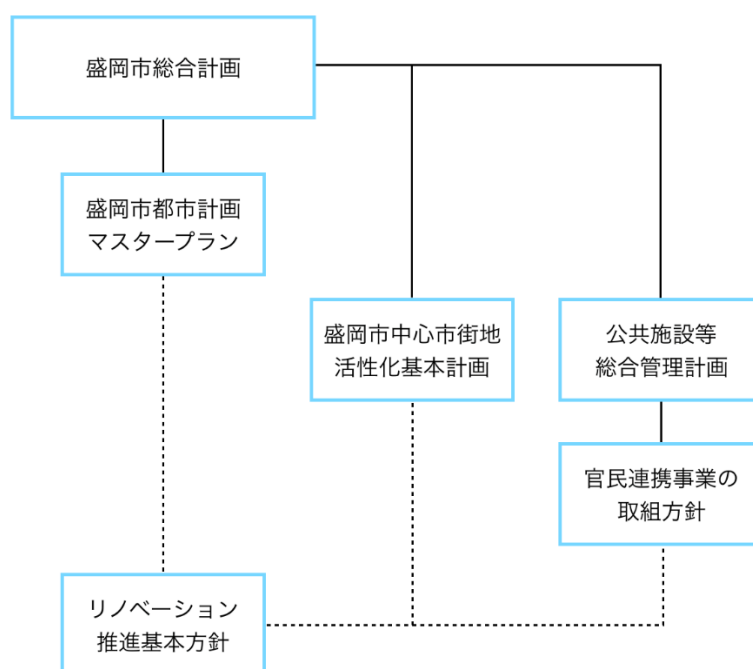 盛岡市総合計画
盛岡市都市計画
マスタープラン
盛岡市中心市街地
活性化基本計画
公共施設等
総合管理計画
官民連携事業の
取組方針
リノベーション
推進基本方針